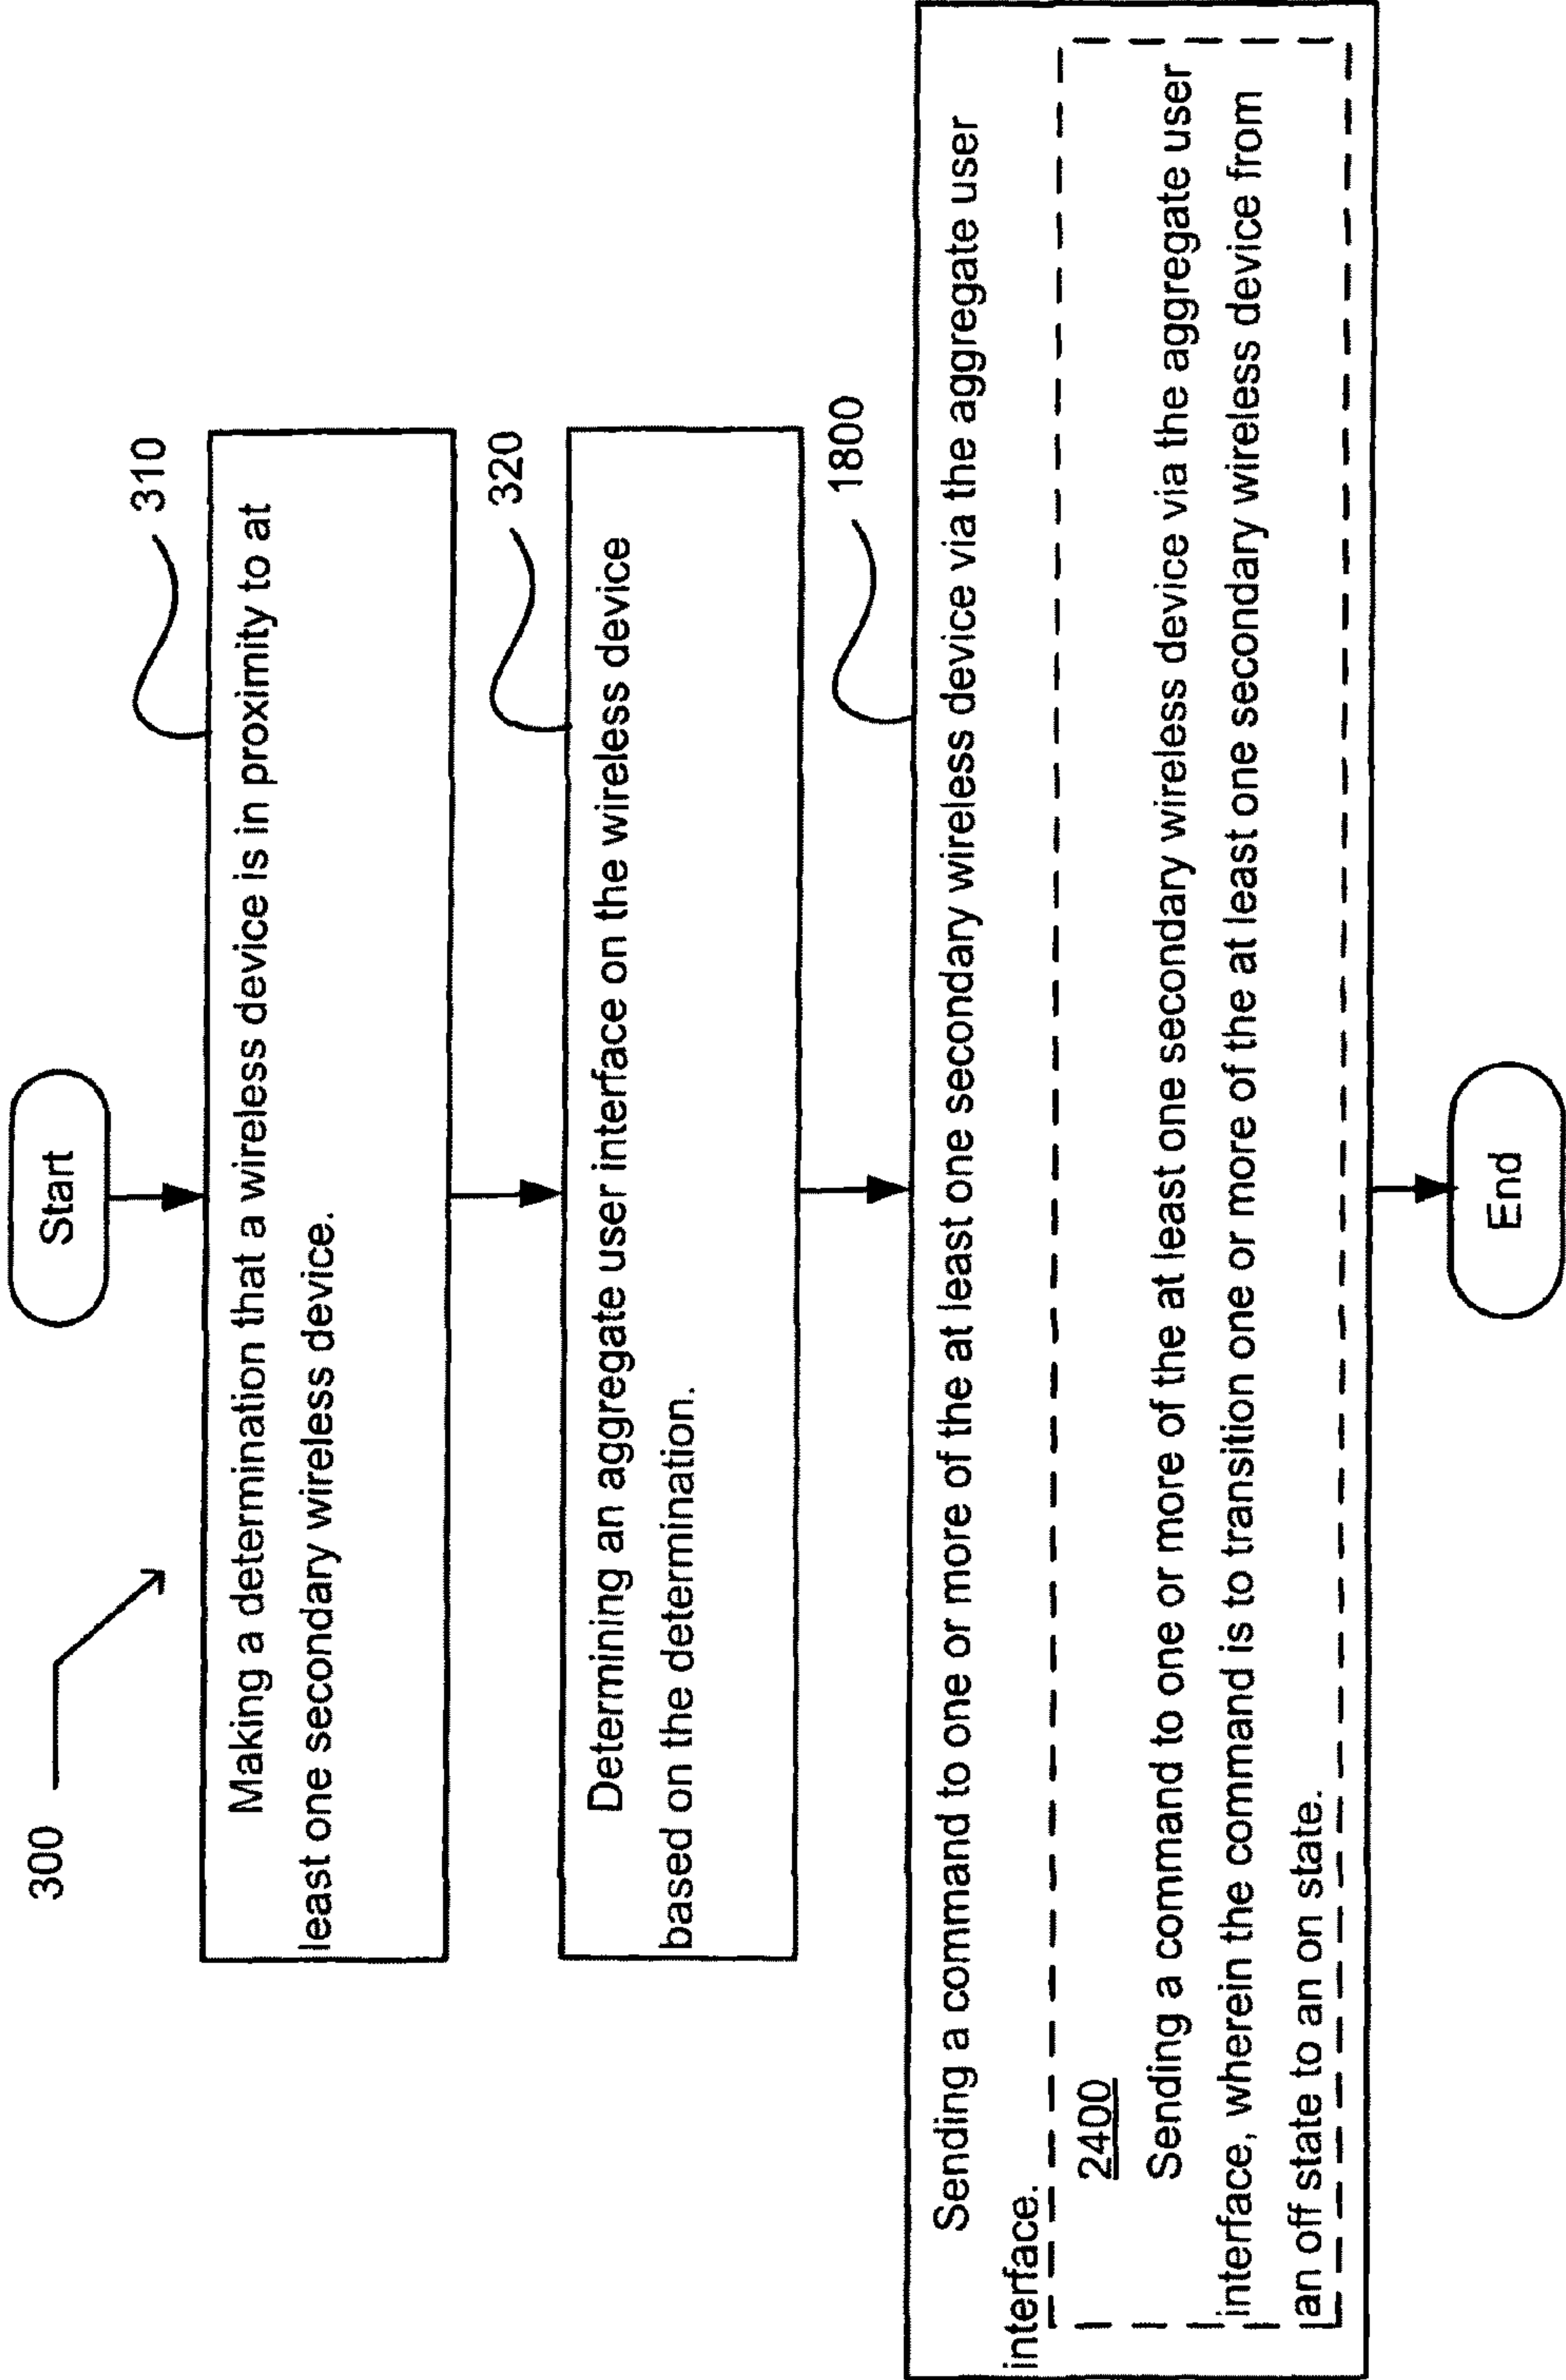 300
Start
310
Making a determination that a wireless device is in proximity to at
least one secondary wireless device.
320
Determining an aggregate user interface on the wireless device
based on the determination.
1800
Sending a command to one or more of the at least one secondary wireless device via the aggregate user
interface.
2400
Sending a command to one or more of the at least one secondary wireless device via the aggregate user
interface, wherein the command is to transition one or more of the at least one secondary wireless device from
an off state to an on state.
End